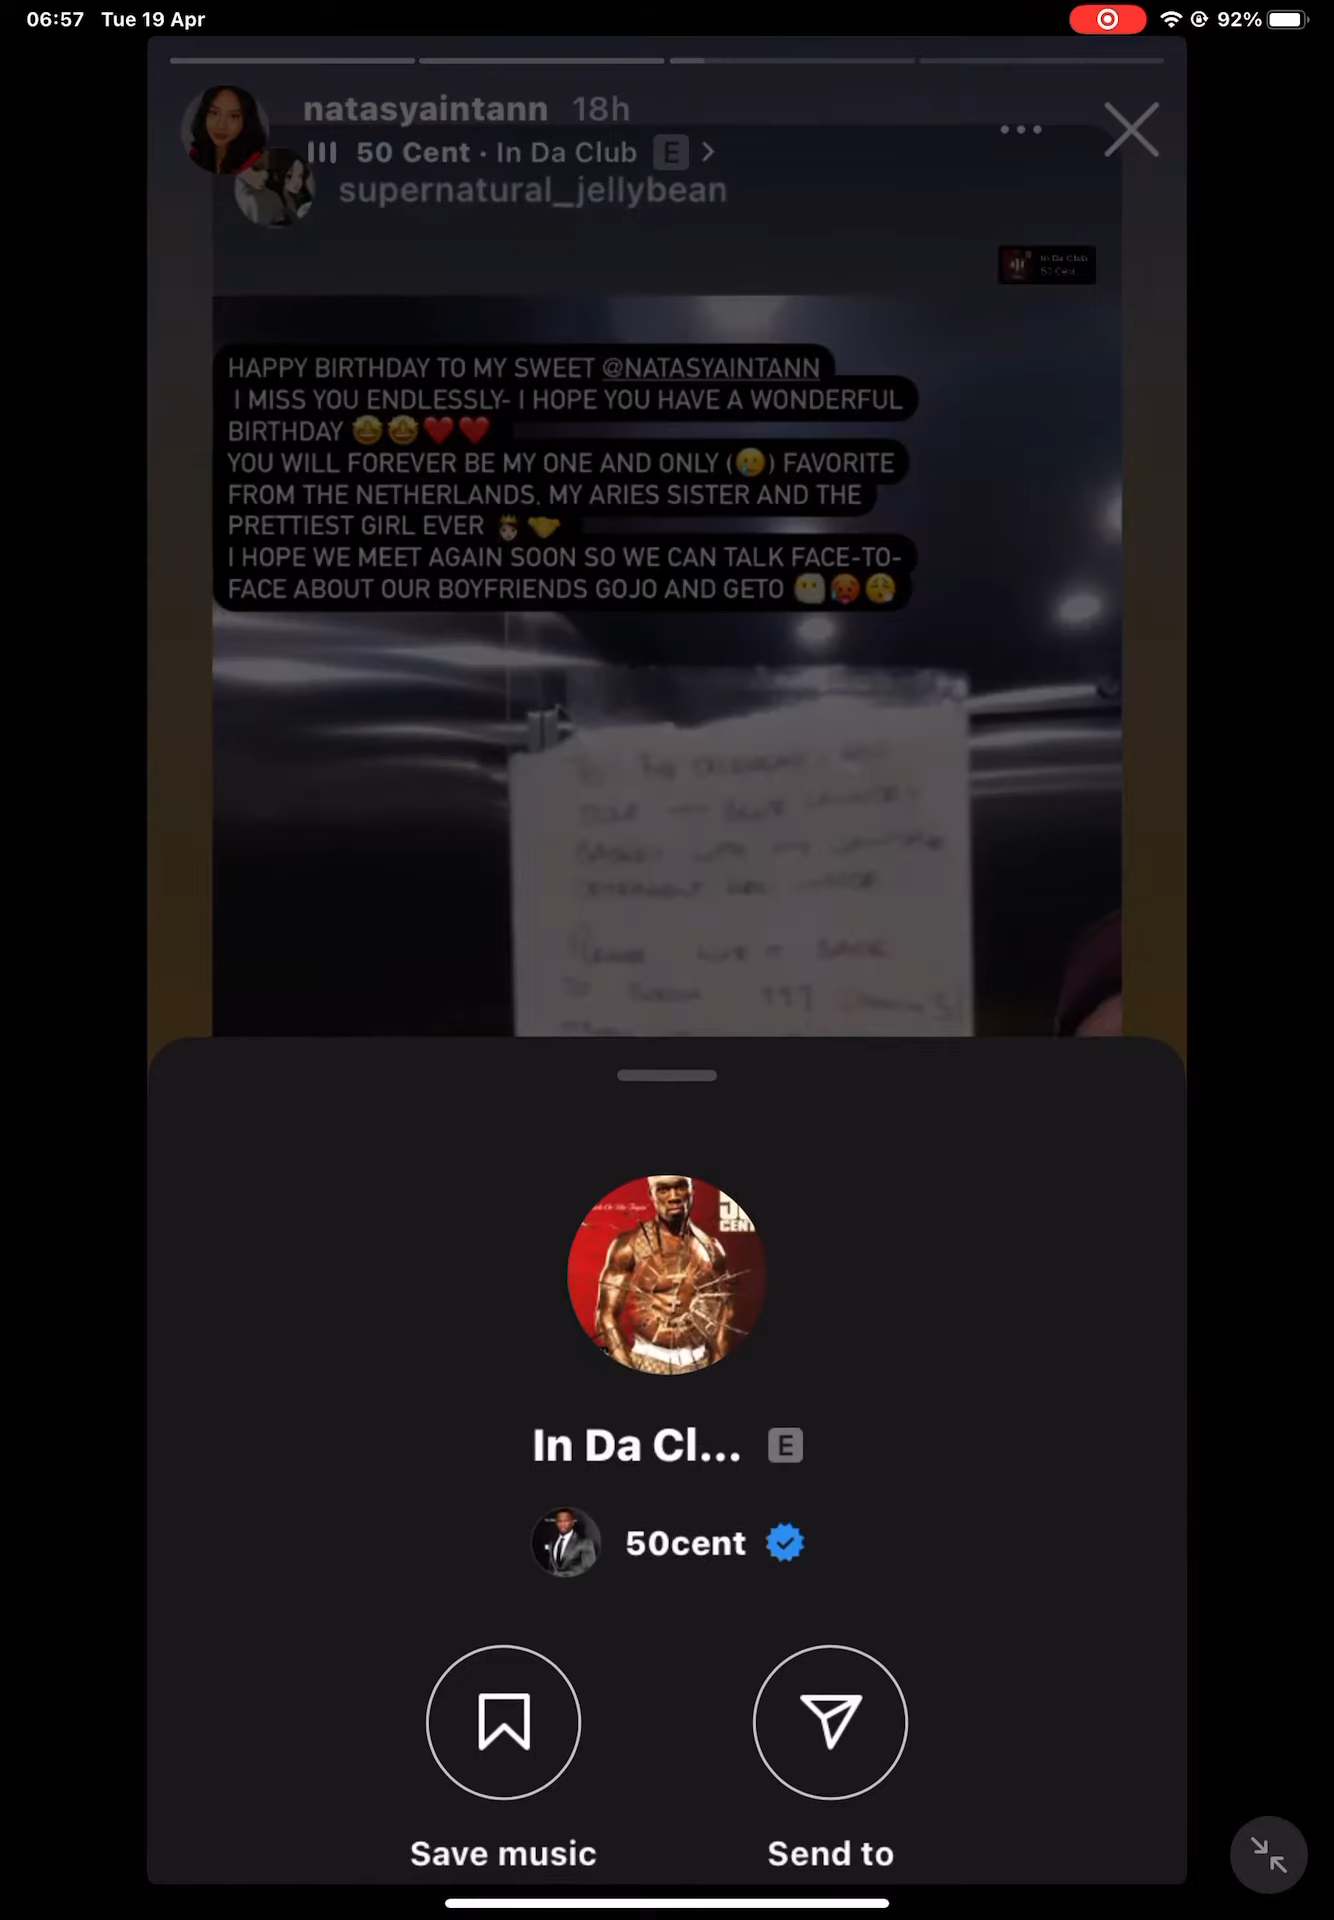 06:57 Tue 19 Apr
92%
natasyaintann 18h
50 Cent · In Da Club E
supernatural_jellybean
In Da Club
50 Cent
HAPPY BIRTHDAY TO MY SWEET @NATASYAINTANN
I MISS YOU ENDLESSLY- I HOPE YOU HAVE A WONDERFUL
BIRTHDAY 🤩🤩❤️❤️
YOU WILL FOREVER BE MY ONE AND ONLY (🥲) FAVORITE
FROM THE NETHERLANDS. MY ARIES SISTER AND THE
PRETTIEST GIRL EVER 👸🏻🤝
I HOPE WE MEET AGAIN SOON SO WE CAN TALK FACE-TO-
FACE ABOUT OUR BOYFRIENDS GOJO AND GETO 😶🥵😮‍💨
CENT
In Da Cl... E
50cent
Save music
Send to